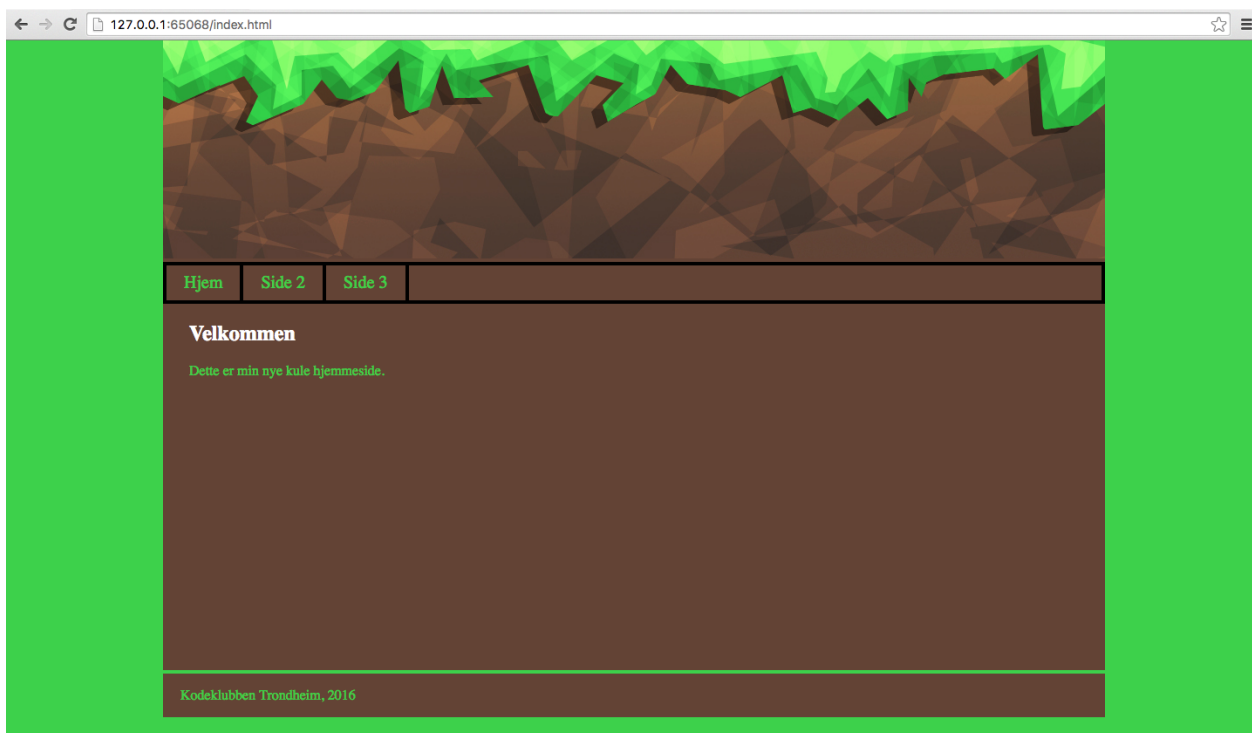 127.0.0.1:65068/index.html
Hjem Side 2 Side 3
Velkommen
Dette er min nye kule hjemmeside.
Kodeklubben Trondheim, 2016